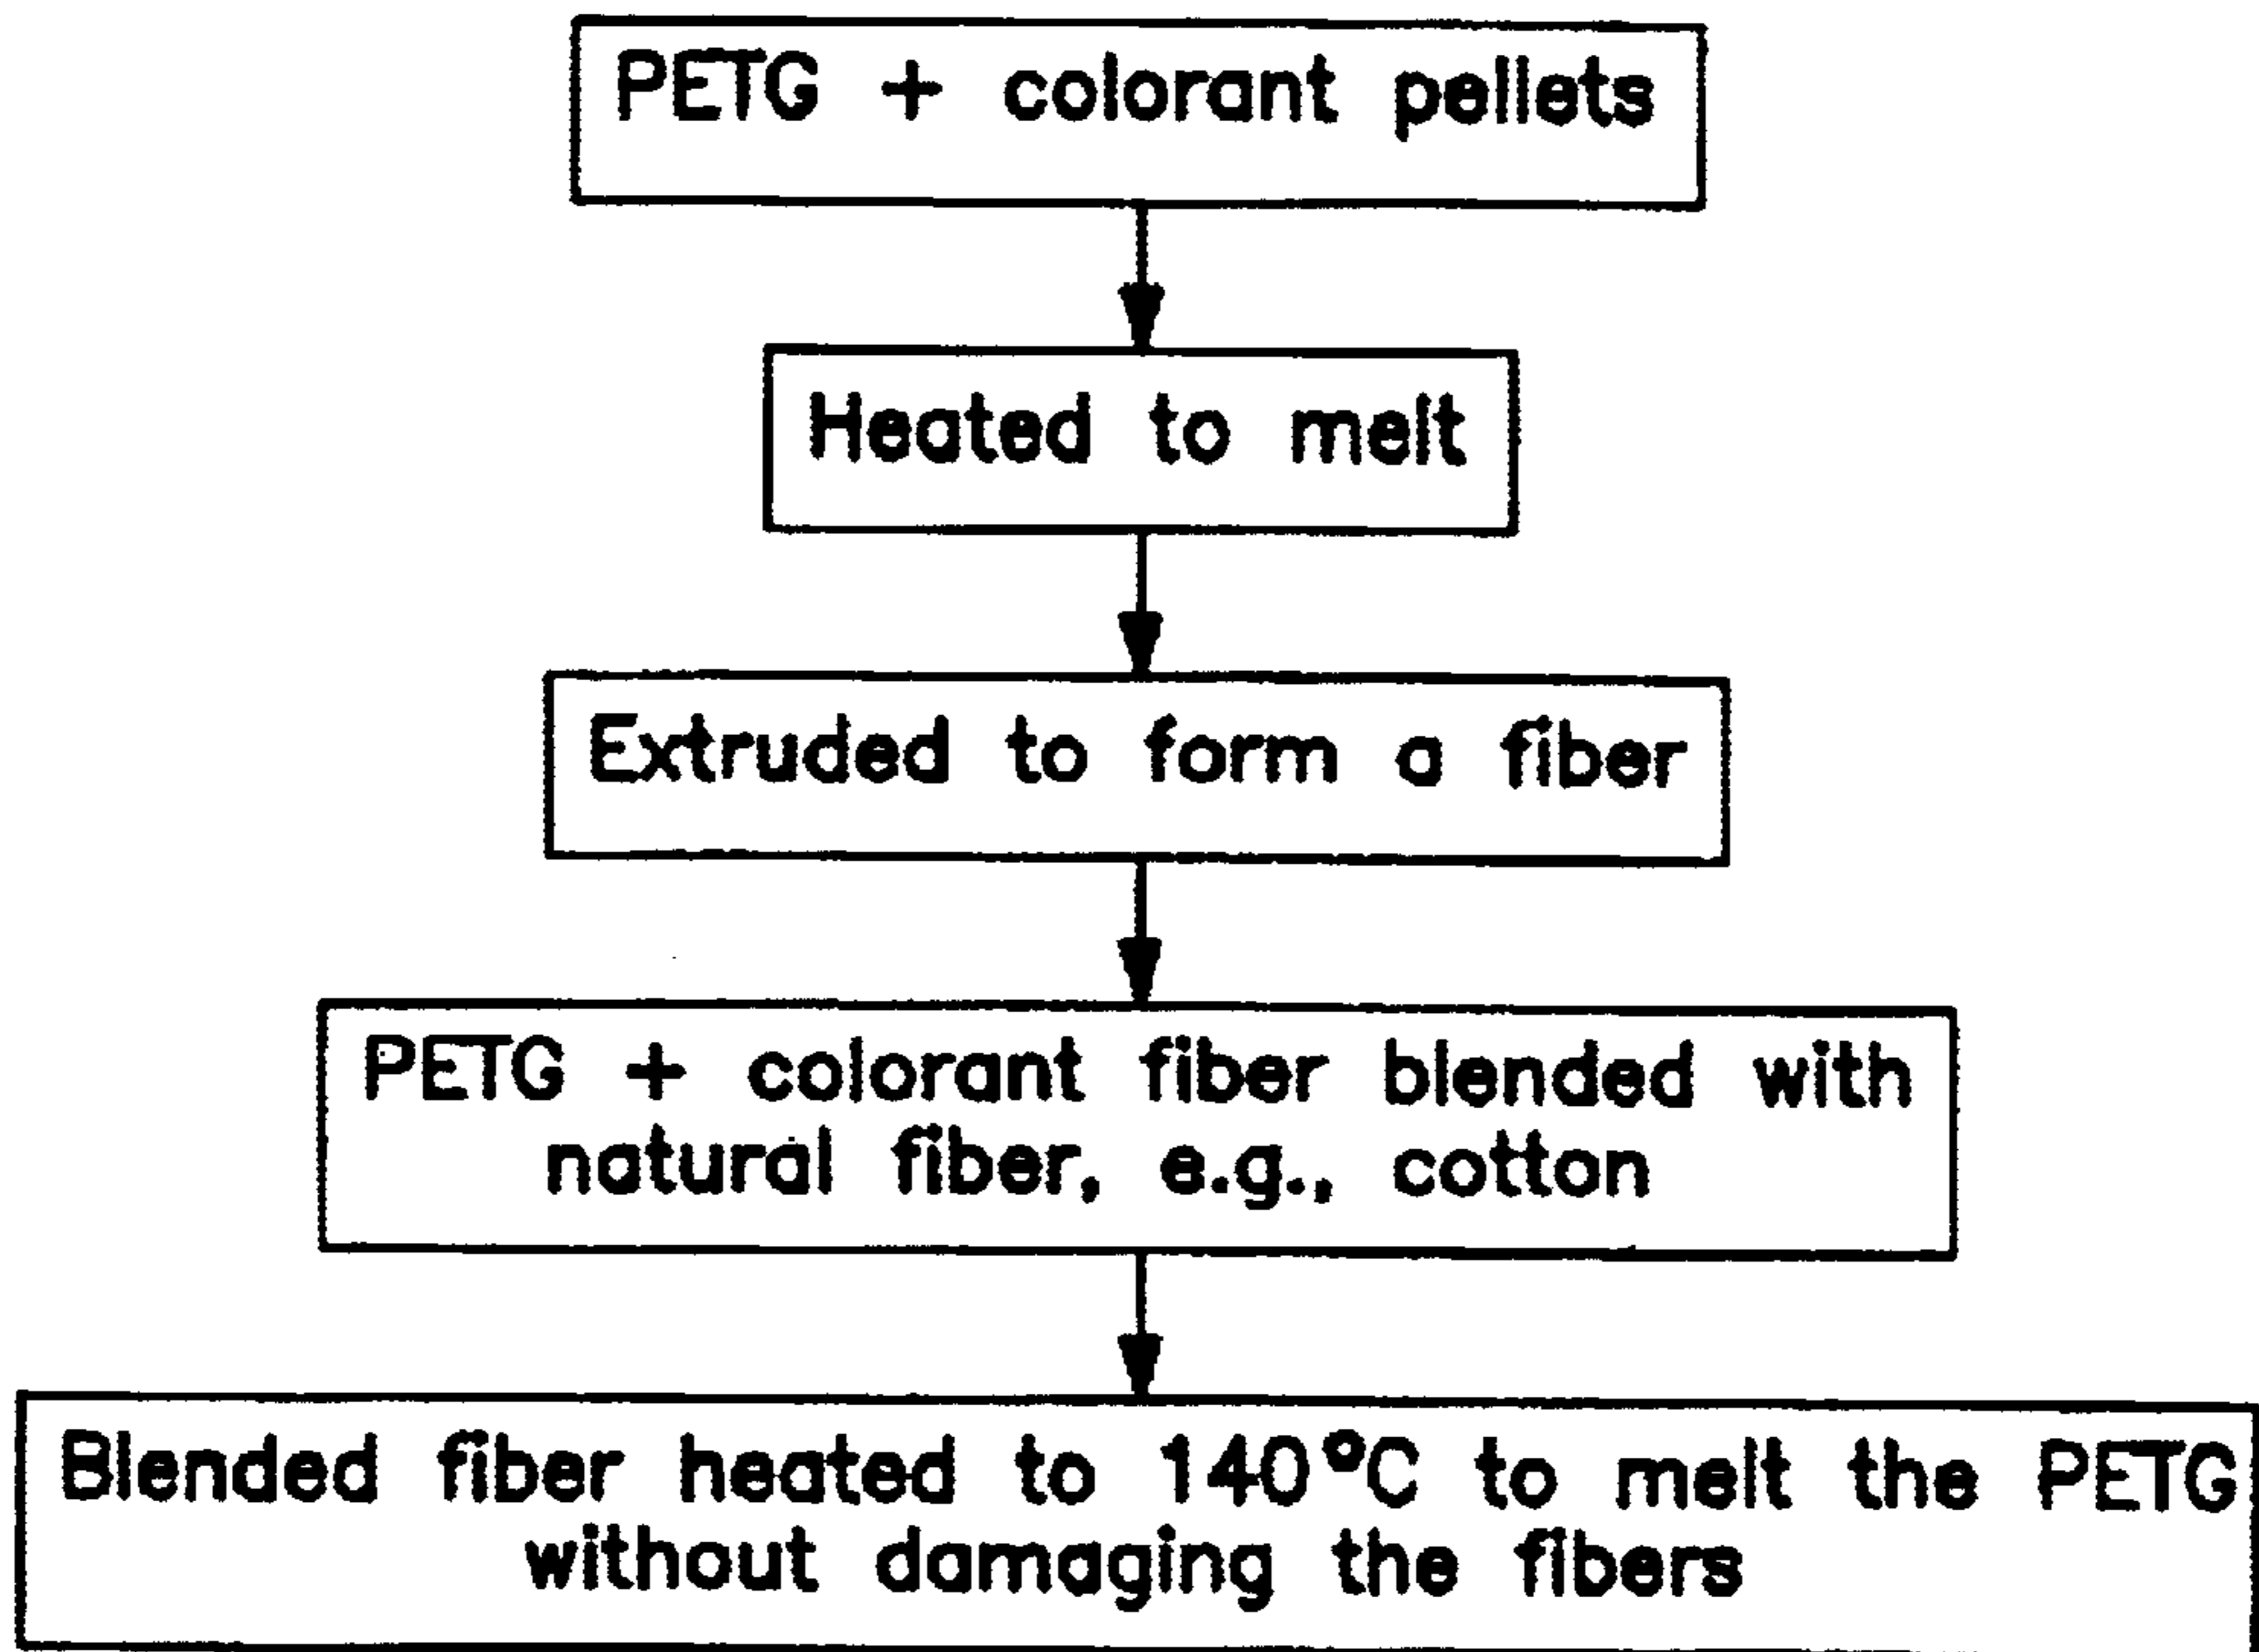 PETG + colorant pellets
Heated to melt
Extruded to form a fiber
PETG + colorant fiber blended with
natural fiber, e.g., cotton
Blended fiber heated to 140°C to melt the PETG
without damaging the fibers